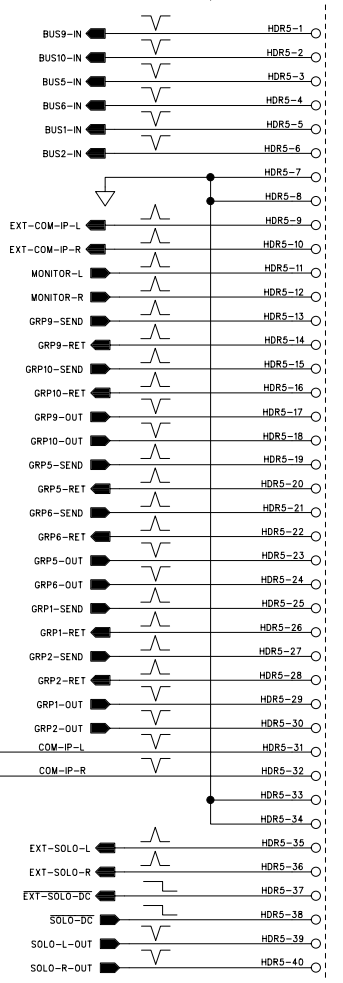 BUS9-IN HDR5-1
BUS10-IN HDR5-2
BUS5-IN HDR5-3
BUS6-IN HDR5-4
BUS1-IN HDR5-5
BUS2-IN HDR5-6
HDR5-7
HDR5-8
EXT-COM-IP-L HDR5-9
EXT-COM-IP-R HDR5-10
MONITOR-L HDR5-11
MONITOR-R HDR5-12
GRP9-SEND HDR5-13
GRP9-RET HDR5-14
GRP10-SEND HDR5-15
GRP10-RET HDR5-16
GRP9-OUT HDR5-17
GRP10-OUT HDR5-18
GRP5-SEND HDR5-19
GRP5-RET HDR5-20
GRP6-SEND HDR5-21
GRP6-RET HDR5-22
GRP5-OUT HDR5-23
GRP6-OUT HDR5-24
GRP1-SEND HDR5-25
GRP1-RET HDR5-26
GRP2-SEND HDR5-27
GRP2-RET HDR5-28
GRP1-OUT HDR5-29
GRP2-OUT HDR5-30
COM-IP-L HDR5-31
COM-IP-R HDR5-32
HDR5-33
HDR5-34
EXT-SOLO-L HDR5-35
EXT-SOLO-R HDR5-36
EXT-SOLO-DC HDR5-37
SOLO-DC HDR5-38
SOLO-L-OUT HDR5-39
SOLO-R-OUT HDR5-40